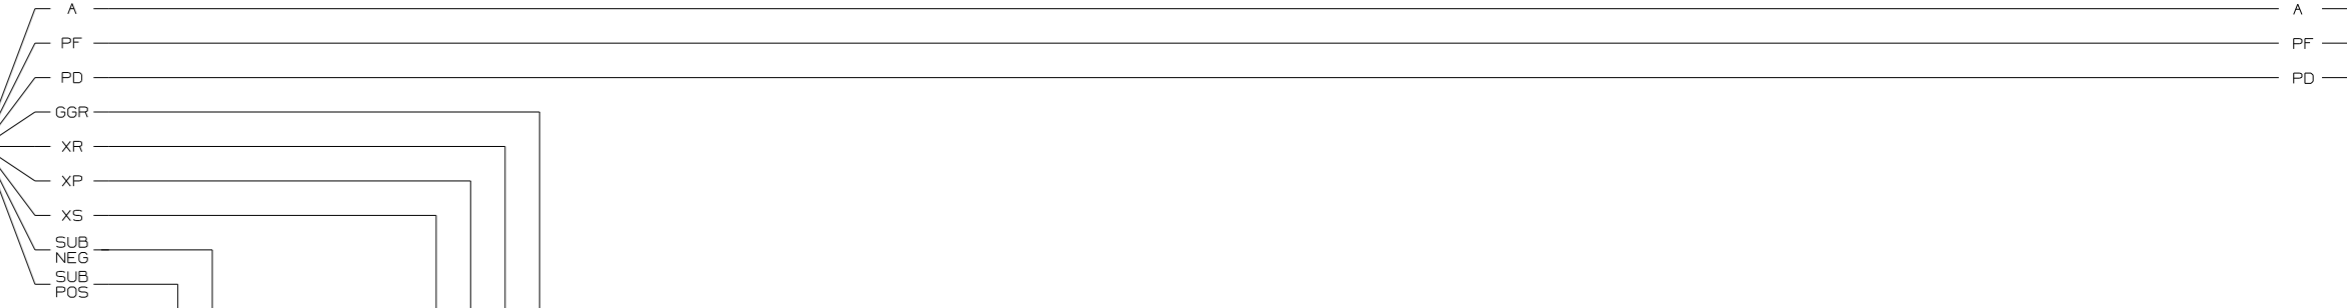 A A
PF PF
PD PD
GGR
XR
XP
XS
SUB
NEG
SUB
POS